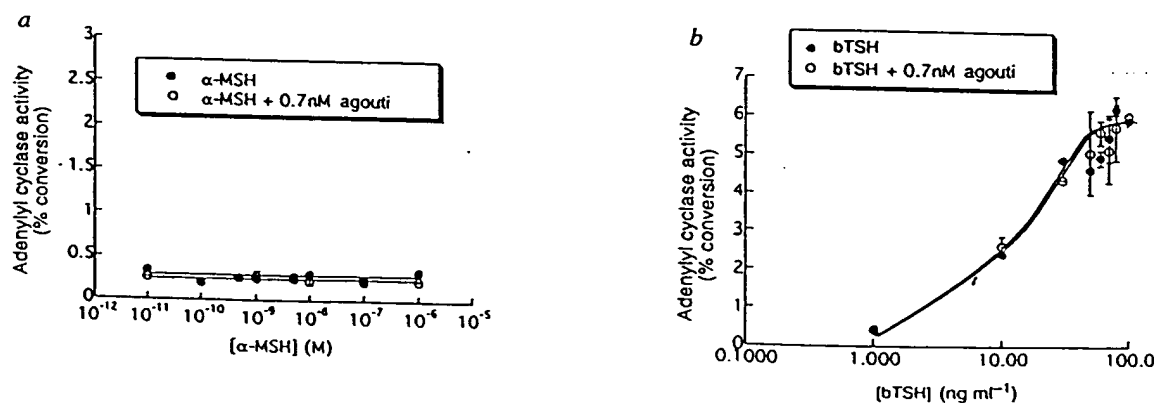 a
3
2.5
2
1.5
1
0.5
0
Adenylyl cyclase activity
(% conversion)
● α-MSH
○ α-MSH + 0.7nM agouti
10⁻¹² 10⁻¹¹ 10⁻¹⁰ 10⁻⁹ 10⁻⁸ 10⁻⁷ 10⁻⁶ 10⁻⁵
[α-MSH] (M)
b
7
6
5
4
3
2
1
0
Adenylyl cyclase activity
(% conversion)
● bTSH
○ bTSH + 0.7nM agouti
0.1000 1.000 10.00 100.0
[bTSH] (ng ml⁻¹)